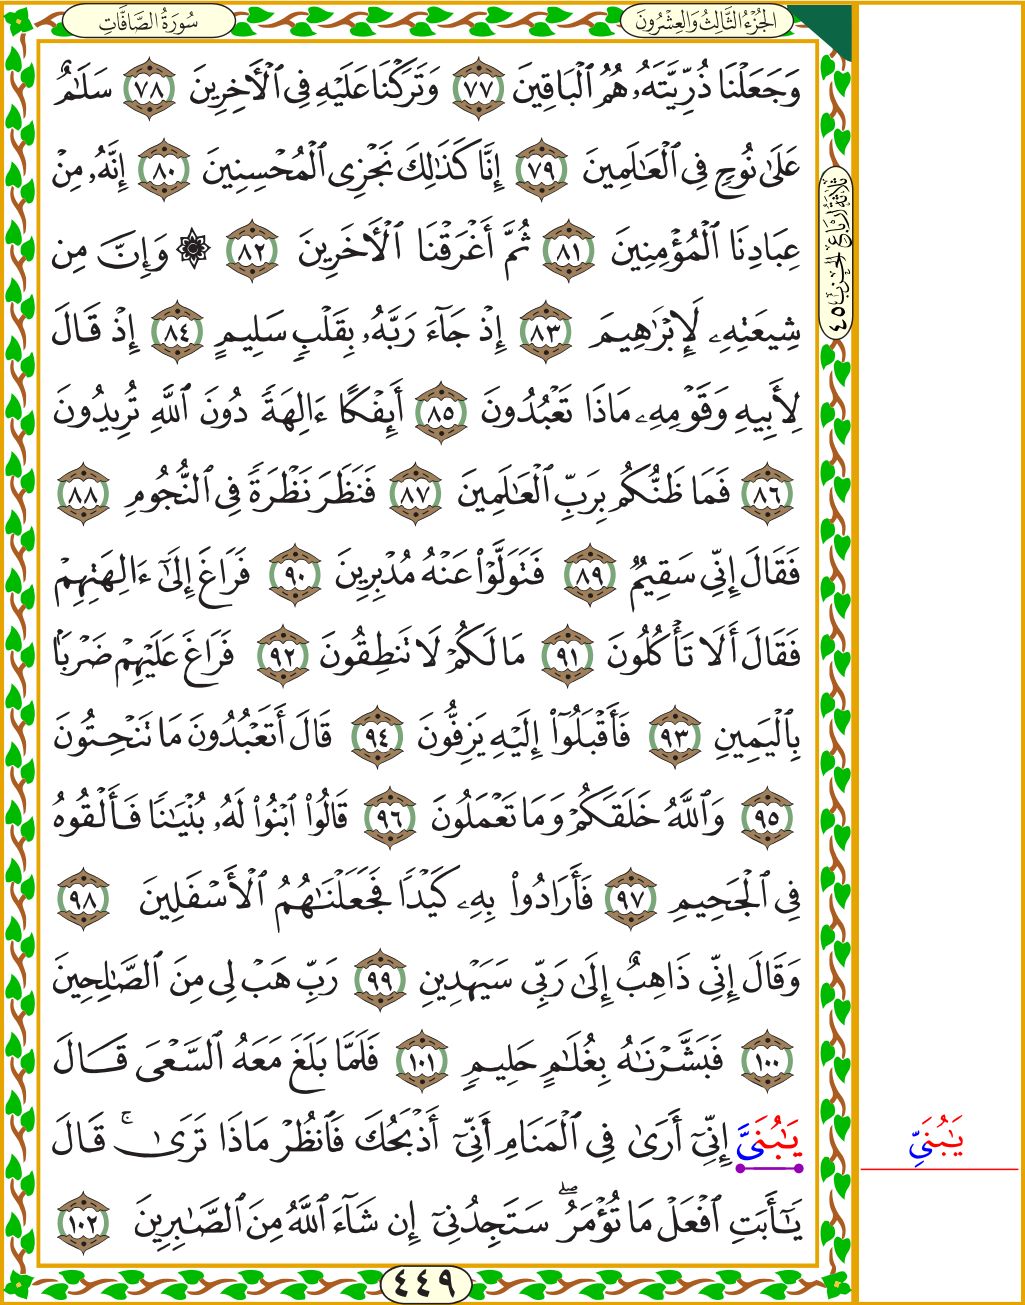 سُورَةُ الصَّافَّاتِ
الجُزْءُ الثَّالِثُ وَالعِشْرُونَ
وَجَعَلْنَا ذُرِّيَّتَهُۥ هُمُ ٱلْبَاقِينَ ٧٧ وَتَرَكْنَا عَلَيْهِ فِى ٱلْأَخِرِينَ ٧٨ سَلَٰمٌ
عَلَىٰ نُوحٍ فِى ٱلْعَٰلَمِينَ ٧٩ إِنَّا كَذَٰلِكَ نَجْزِى ٱلْمُحْسِنِينَ ٨٠ إِنَّهُۥ مِنْ
عِبَادِنَا ٱلْمُؤْمِنِينَ ٨١ ثُمَّ أَغْرَقْنَا ٱلْأَخَرِينَ ٨٢ ۞ وَإِنَّ مِن
شِيعَتِهِۦ لَإِبْرَٰهِيمَ ٨٣ إِذْ جَآءَ رَبَّهُۥ بِقَلْبٍ سَلِيمٍ ٨٤ إِذْ قَالَ
لِأَبِيهِ وَقَوْمِهِۦ مَاذَا تَعْبُدُونَ ٨٥ أَئِفْكًا ءَالِهَةً دُونَ ٱللَّهِ تُرِيدُونَ
٨٦ فَمَا ظَنُّكُم بِرَبِّ ٱلْعَٰلَمِينَ ٨٧ فَنَظَرَ نَظْرَةً فِى ٱلنُّجُومِ ٨٨
فَقَالَ إِنِّى سَقِيمٌ ٨٩ فَتَوَلَّوْا۟ عَنْهُ مُدْبِرِينَ ٩٠ فَرَاغَ إِلَىٰٓ ءَالِهَتِهِمْ
فَقَالَ أَلَا تَأْكُلُونَ ٩١ مَا لَكُمْ لَا تَنطِقُونَ ٩٢ فَرَاغَ عَلَيْهِمْ ضَرْبًۢا
بِٱلْيَمِينِ ٩٣ فَأَقْبَلُوٓا۟ إِلَيْهِ يَزِفُّونَ ٩٤ قَالَ أَتَعْبُدُونَ مَا تَنْحِتُونَ
٩٥ وَٱللَّهُ خَلَقَكُمْ وَمَا تَعْمَلُونَ ٩٦ قَالُوا۟ ٱبْنُوا۟ لَهُۥ بُنْيَٰنًا فَأَلْقُوهُ
فِى ٱلْجَحِيمِ ٩٧ فَأَرَادُوا۟ بِهِۦ كَيْدًا فَجَعَلْنَٰهُمُ ٱلْأَسْفَلِينَ ٩٨
وَقَالَ إِنِّى ذَاهِبٌ إِلَىٰ رَبِّى سَيَهْدِينِ ٩٩ رَبِّ هَبْ لِى مِنَ ٱلصَّٰلِحِينَ
١٠٠ فَبَشَّرْنَٰهُ بِغُلَٰمٍ حَلِيمٍ ١٠١ فَلَمَّا بَلَغَ مَعَهُ ٱلسَّعْىَ قَالَ
يَٰبُنَىَّ إِنِّىٓ أَرَىٰ فِى ٱلْمَنَامِ أَنِّىٓ أَذْبَحُكَ فَٱنظُرْ مَاذَا تَرَىٰ ۚ قَالَ
يَٰبُنَىِّ
يَٰٓأَبَتِ ٱفْعَلْ مَا تُؤْمَرُ ۖ سَتَجِدُنِىٓ إِن شَآءَ ٱللَّهُ مِنَ ٱلصَّٰبِرِينَ ١٠٢
ثَلَاثَةُ أَرْبَاعِ الحِزْبِ ٤٥
٤٤٩